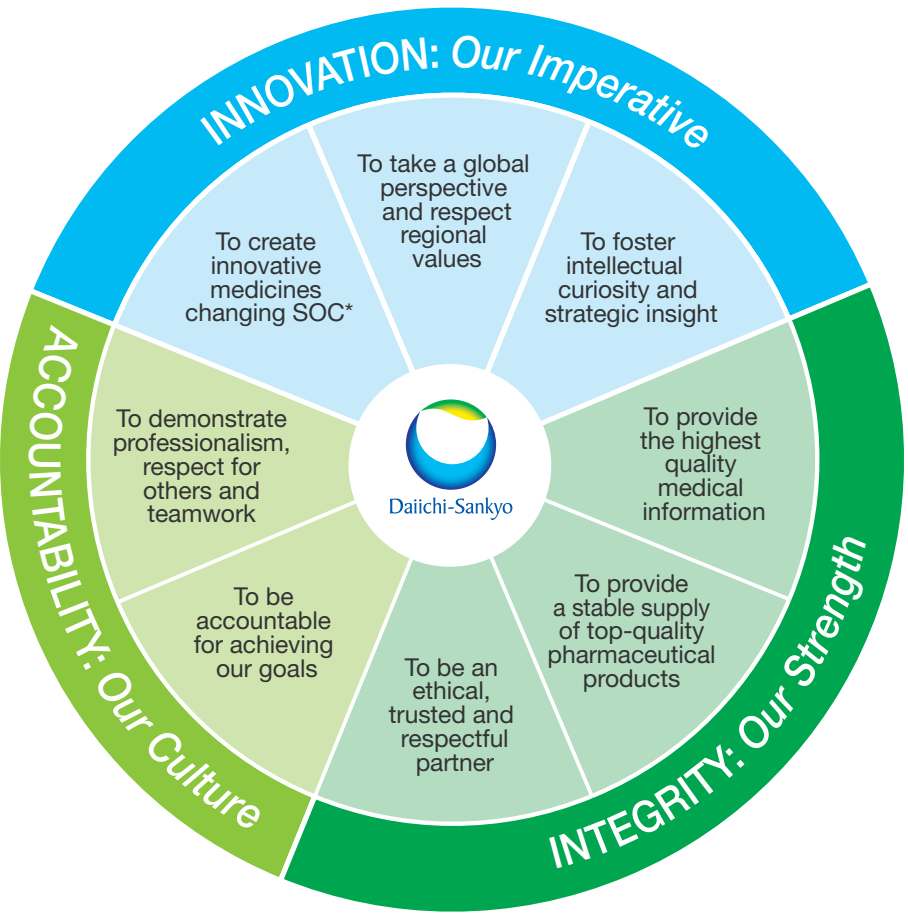 INNOVATION: Our Imperative
To create
innovative
medicines
changing SOC*
To take a global
perspective
and respect
regional
values
To foster
intellectual
curiosity and
strategic insight
INTEGRITY: Our Strength
To provide
the highest
quality
medical
information
To provide
a stable supply
of top-quality
pharmaceutical
products
To be an
ethical,
trusted and
respectful
partner
ACCOUNTABILITY: Our Culture
To be
accountable
for achieving
our goals
To demonstrate
professionalism,
respect for
others and
teamwork
Daiichi-Sankyo